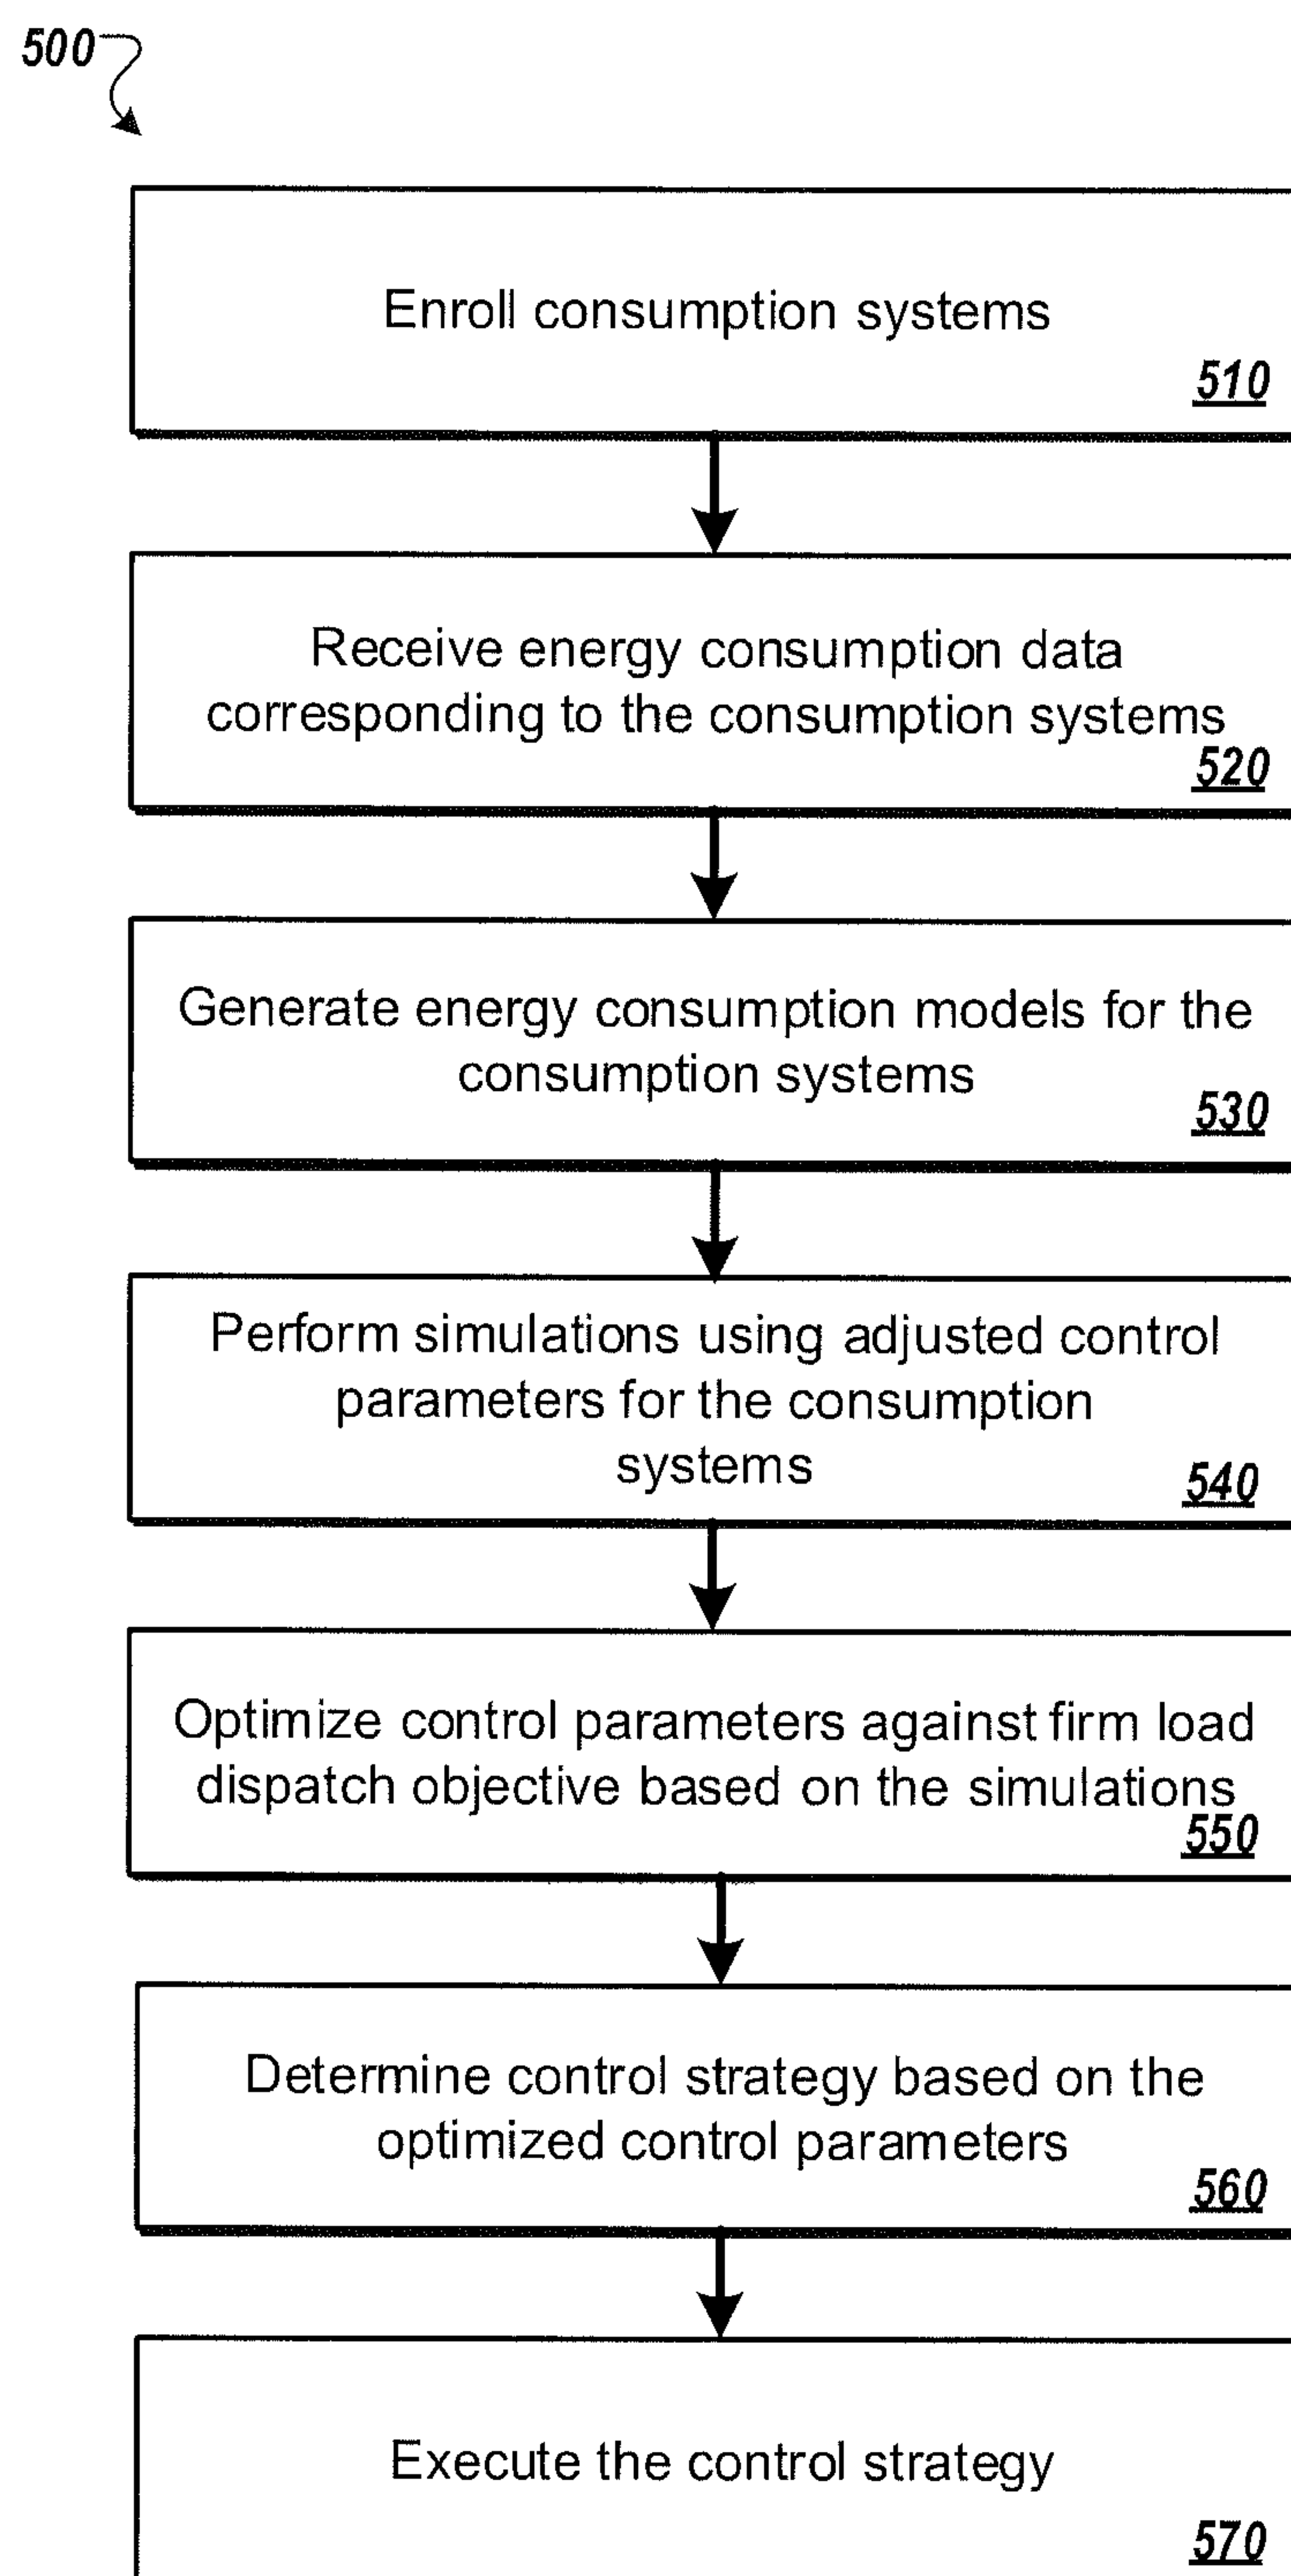 500
Enroll consumption systems
510
Receive energy consumption data
corresponding to the consumption systems
520
Generate energy consumption models for the
consumption systems
530
Perform simulations using adjusted control
parameters for the consumption
systems
540
Optimize control parameters against firm load
dispatch objective based on the simulations
550
Determine control strategy based on the
optimized control parameters
560
Execute the control strategy
570